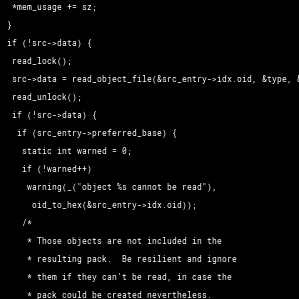 *mem_usage += sz;
}
if (!src->data) {
read_lock();
src->data = read_object_file(&src_entry->idx.oid, &type, &
read_unlock();
if (!src->data) {
if (src_entry->preferred_base) {
static int warned = 0;
if (!warned++)
warning(_("object %s cannot be read"),
oid_to_hex(&src_entry->idx.oid));
/*
* Those objects are not included in the
* resulting pack.  Be resilient and ignore
* them if they can't be read, in case the
* pack could be created nevertheless.